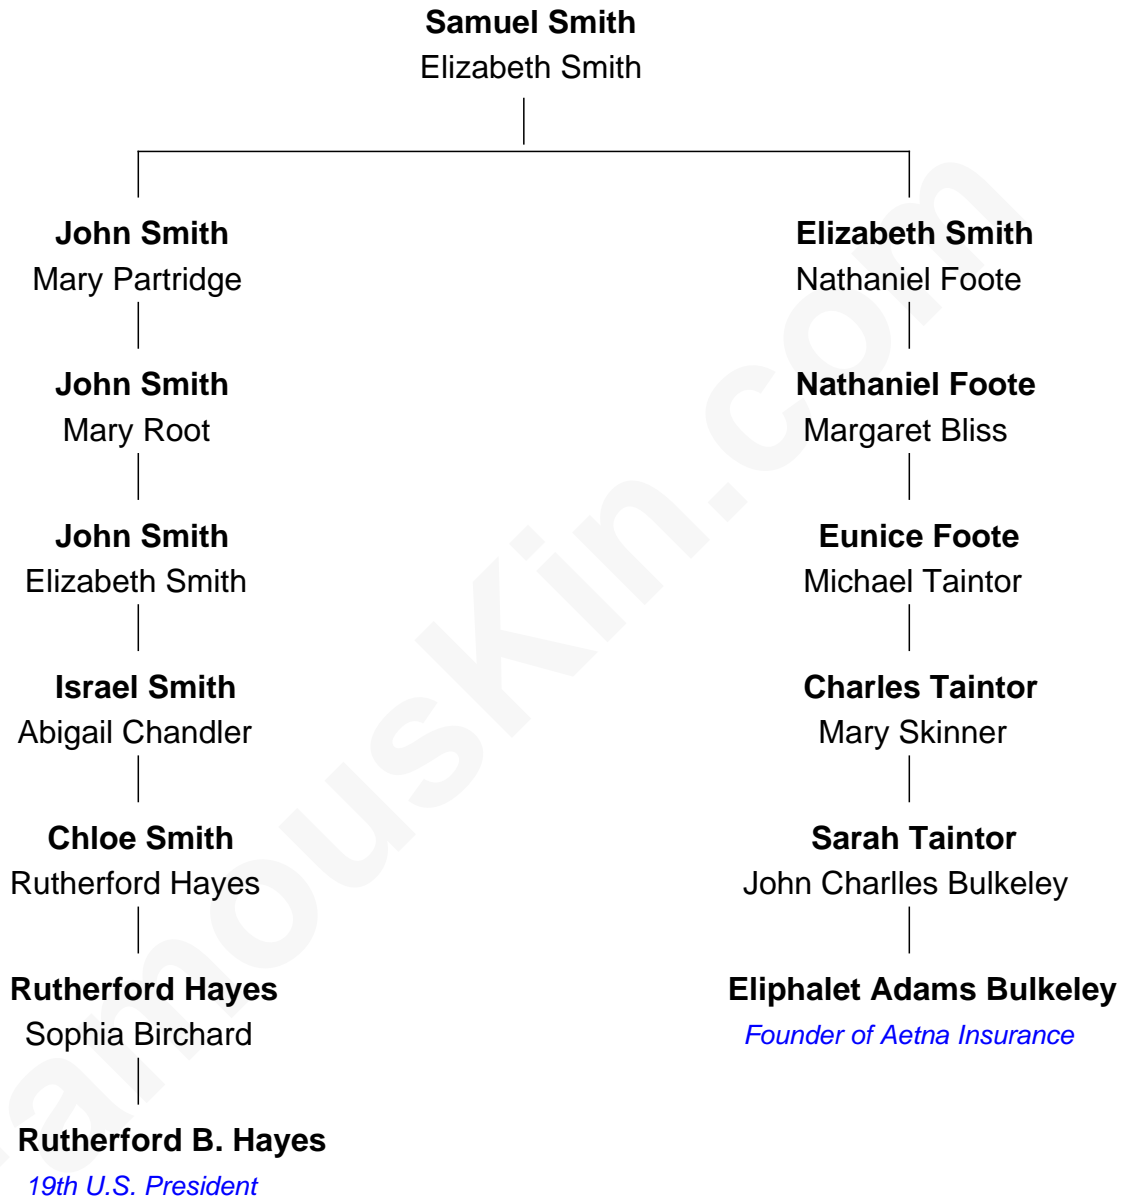 Samuel Smith
Elizabeth Smith
John Smith
Mary Partridge
John Smith
Mary Root
John Smith
Elizabeth Smith
Israel Smith
Abigail Chandler
Chloe Smith
Rutherford Hayes
Rutherford Hayes
Sophia Birchard
Rutherford B. Hayes
19th U.S. President
Elizabeth Smith
Nathaniel Foote
Nathaniel Foote
Margaret Bliss
Eunice Foote
Michael Taintor
Charles Taintor
Mary Skinner
Sarah Taintor
John Charlles Bulkeley
Eliphalet Adams Bulkeley
Founder of Aetna Insurance
famousKin.com